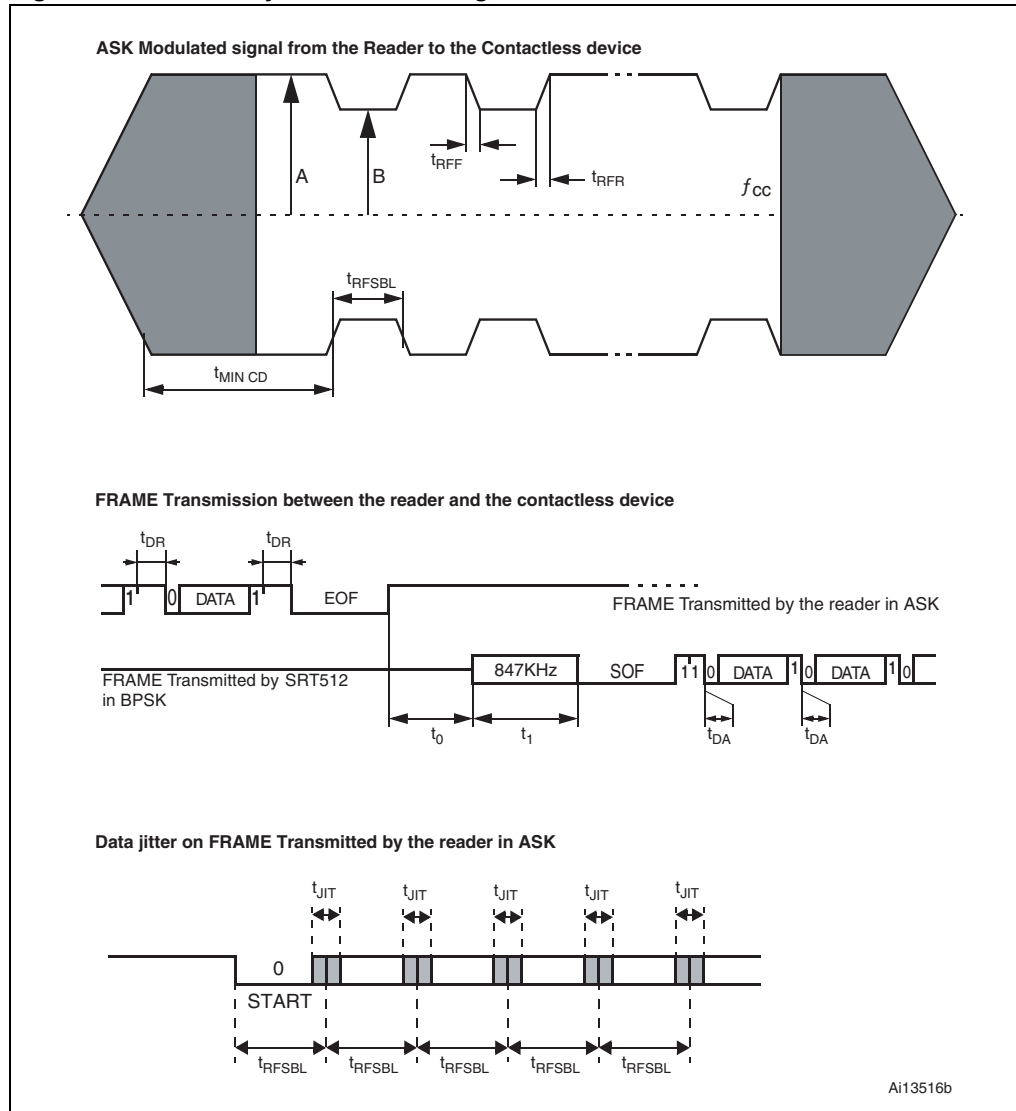 ASK Modulated signal from the Reader to the Contactless device
A
B
tRFF
tRFR
fcc
tRFSBL
tMIN CD
FRAME Transmission between the reader and the contactless device
tDR
tDR
1
0
DATA
1
EOF
FRAME Transmitted by the reader in ASK
847KHz
SOF
1 1
0
DATA
1
0
DATA
1
0
FRAME Transmitted by SRT512
in BPSK
t0
t1
tDA
tDA
Data jitter on FRAME Transmitted by the reader in ASK
tJIT
tJIT
tJIT
tJIT
tJIT
0
START
tRFSBL
tRFSBL
tRFSBL
tRFSBL
tRFSBL
Ai13516b